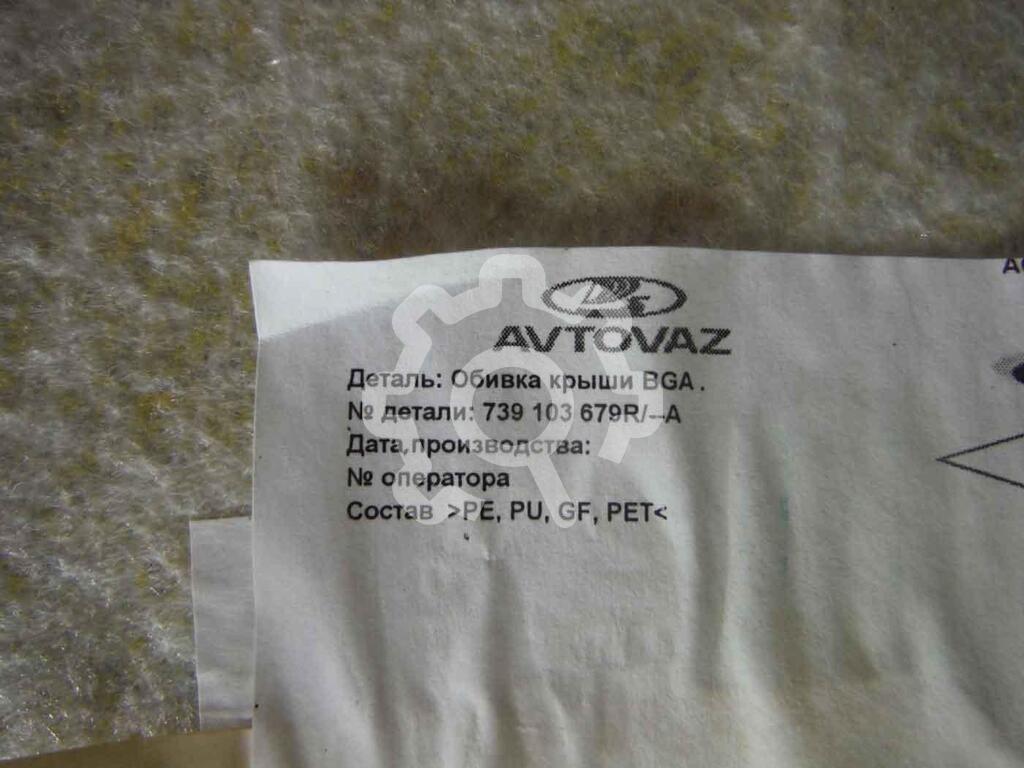 AVTOVAZ
Деталь: Обивка крыши BGA .
№ детали: 739 103 679R/--A
Дата производства:
№ оператора
Состав >PE, PU, GF, PET<